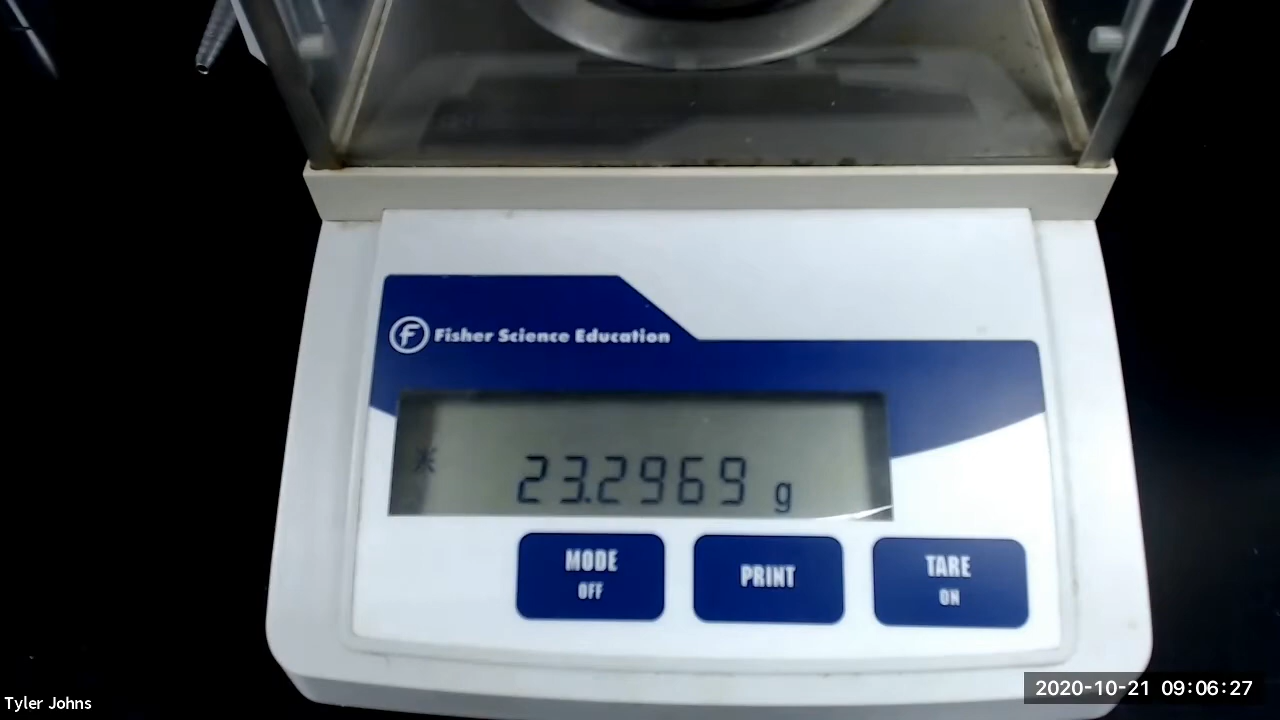 Fisher Science Education
23.2969 g
MODE
OFF
PRINT
TARE
ON
Tyler Johns
2020-10-21 09:06:27